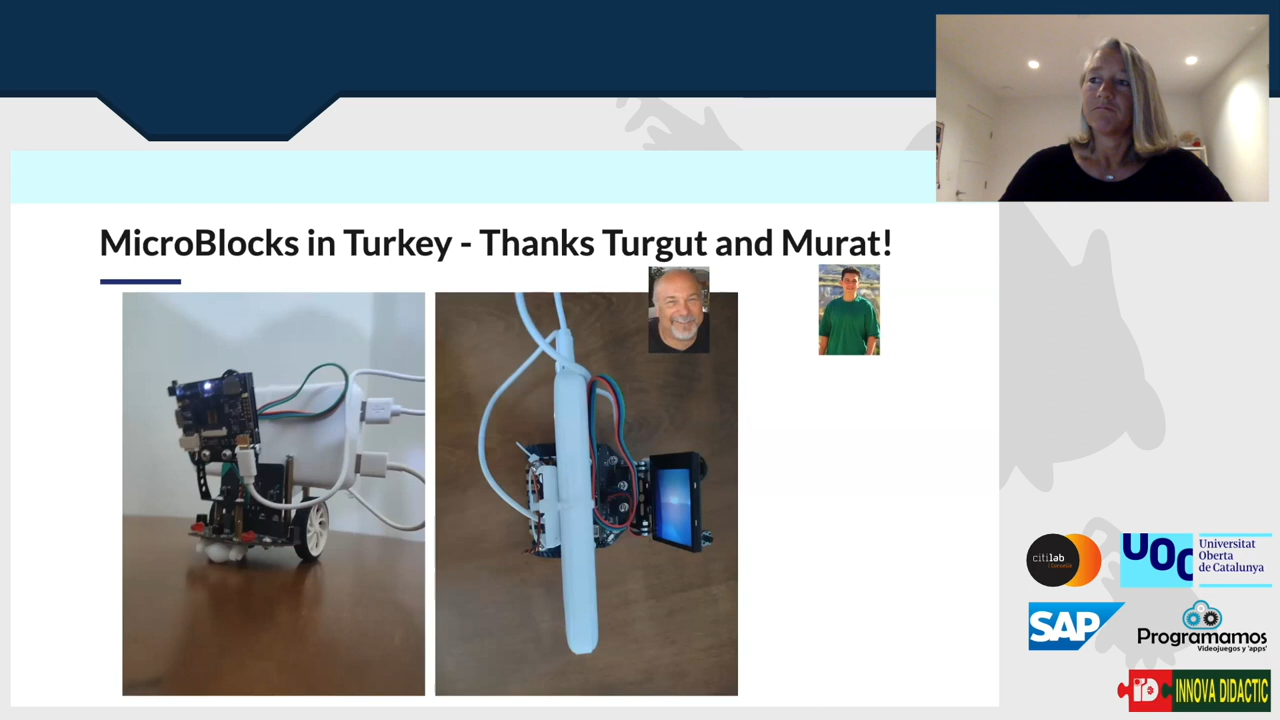 MicroBlocks in Turkey - Thanks Turgut and Murat!
citilab
UOC
Universitat
Oberta
de Catalunya
SAP
Programamos
Videojuegos y 'apps'
iD INNOVA DIDACTIC